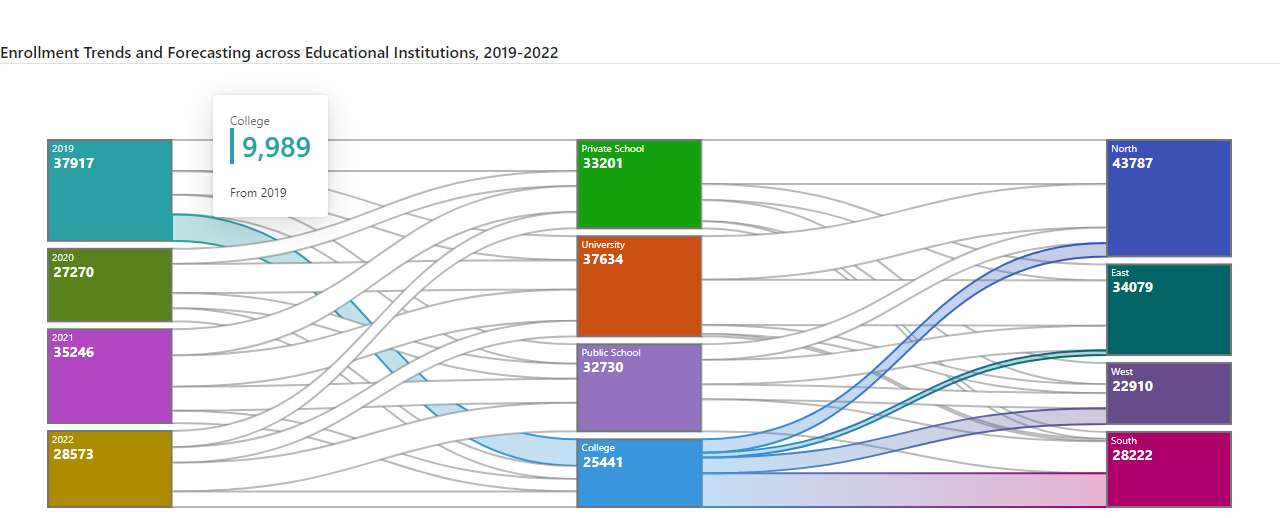 Enrollment Trends and Forecasting across Educational Institutions, 2019-2022
College
9,989
From 2019
2019
37917
2020
27270
2021
35246
2022
28573
Private School
33201
University
37634
Public School
32730
College
25441
North
43787
East
34079
West
22910
South
28222